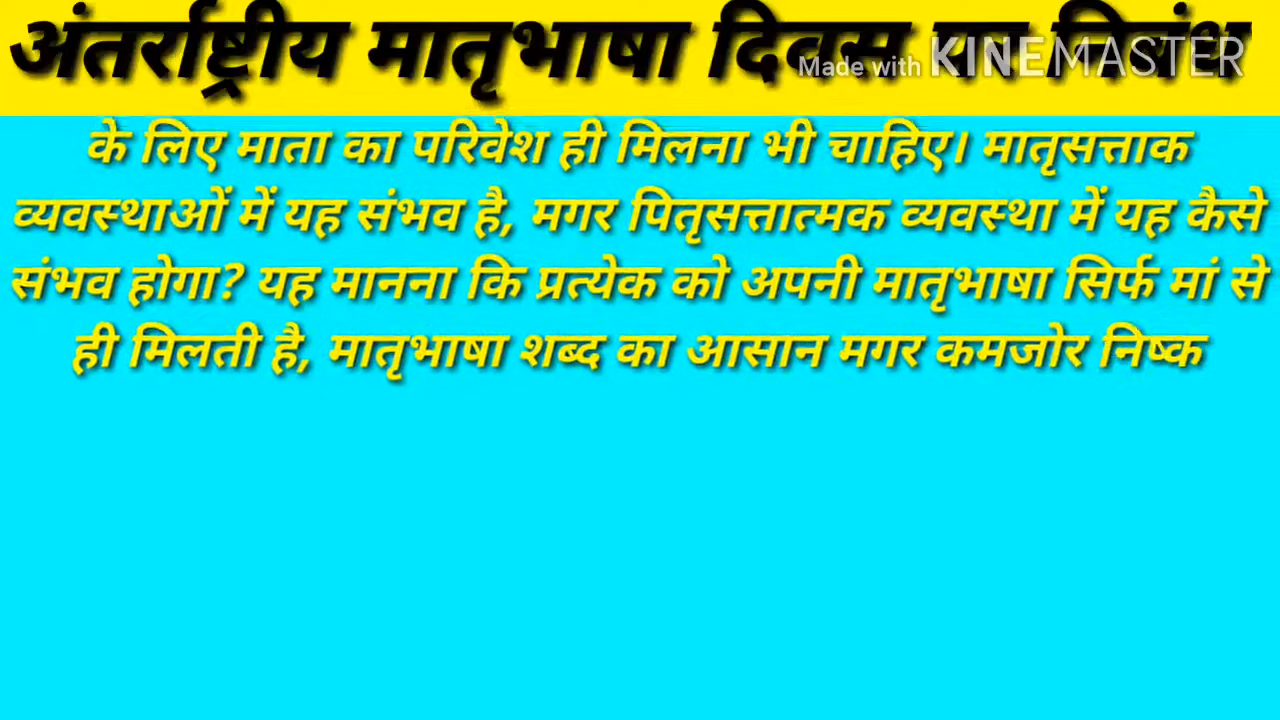 अंतर्राष्ट्रीय मातृभाषा दिवस
Made with KINEMASTER
के लिए माता का परिवेश ही मिलना भी चाहिए। मातृसत्ताक
व्यवस्थाओं में यह संभव है, मगर पितृसत्तात्मक व्यवस्था में यह कैसे
संभव होगा? यह मानना कि प्रत्येक को अपनी मातृभाषा सिर्फ मां से
ही मिलती है, मातृभाषा शब्द का आसान मगर कमजोर निष्क